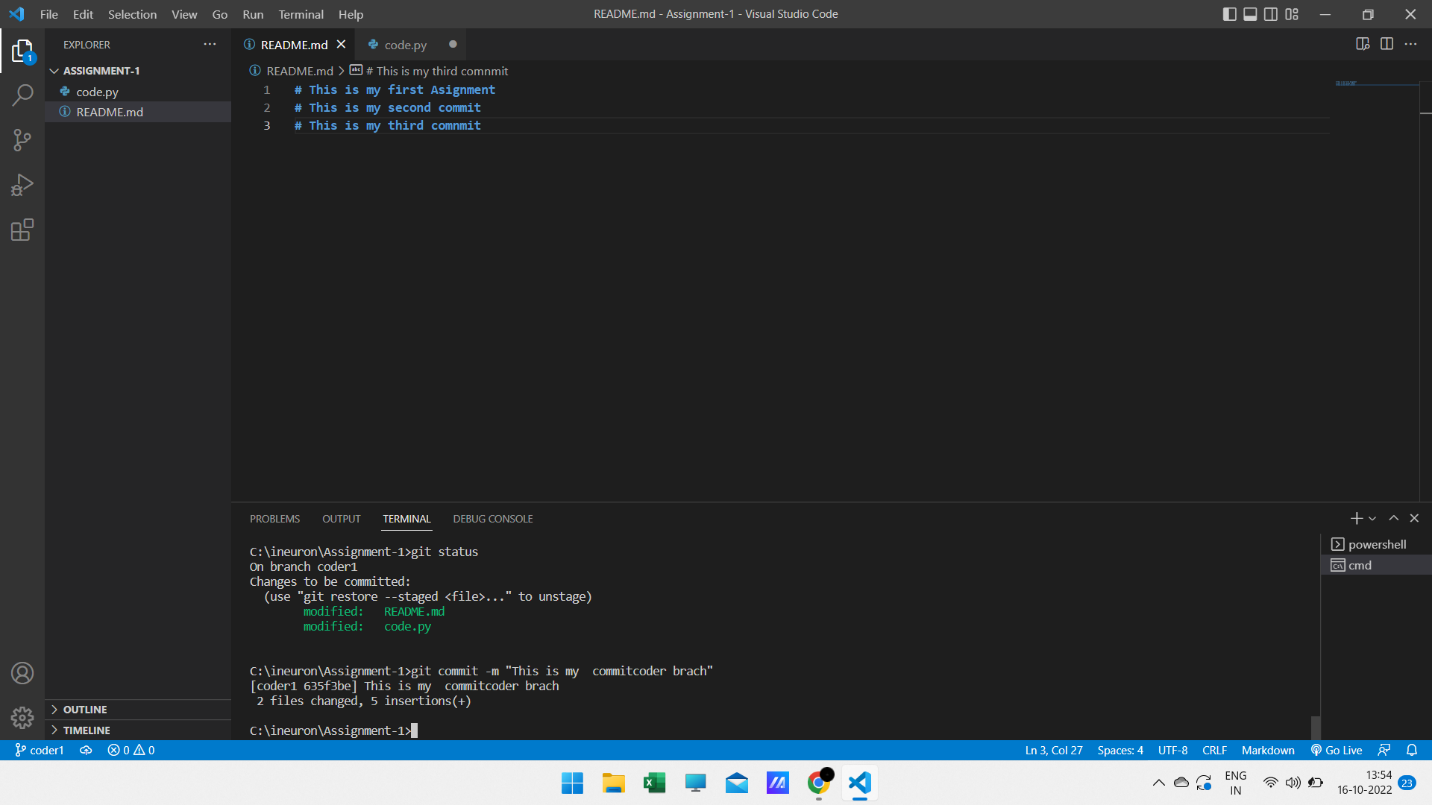 File Edit Selection View Go Run Terminal Help README.md - Assignment-1 - Visual Studio Code
EXPLORER
README.md
code.py
1
ASSIGNMENT-1
code.py
README.md
README.md > # This is my third comnmit
1 # This is my first Asignment
2 # This is my second commit
3 # This is my third comnmit
PROBLEMS OUTPUT TERMINAL DEBUG CONSOLE
powershell
cmd
C:\ineuron\Assignment-1>git status
On branch coder1
Changes to be committed:
(use "git restore --staged <file>..." to unstage)
modified: README.md
modified: code.py
C:\ineuron\Assignment-1>git commit -m "This is my  commitcoder brach"
[coder1 635f3be] This is my  commitcoder brach
2 files changed, 5 insertions(+)
C:\ineuron\Assignment-1>
OUTLINE
TIMELINE
coder1 0 0 Ln 3, Col 27 Spaces: 4 UTF-8 CRLF Markdown Go Live
ENG
IN
13:54
16-10-2022
23